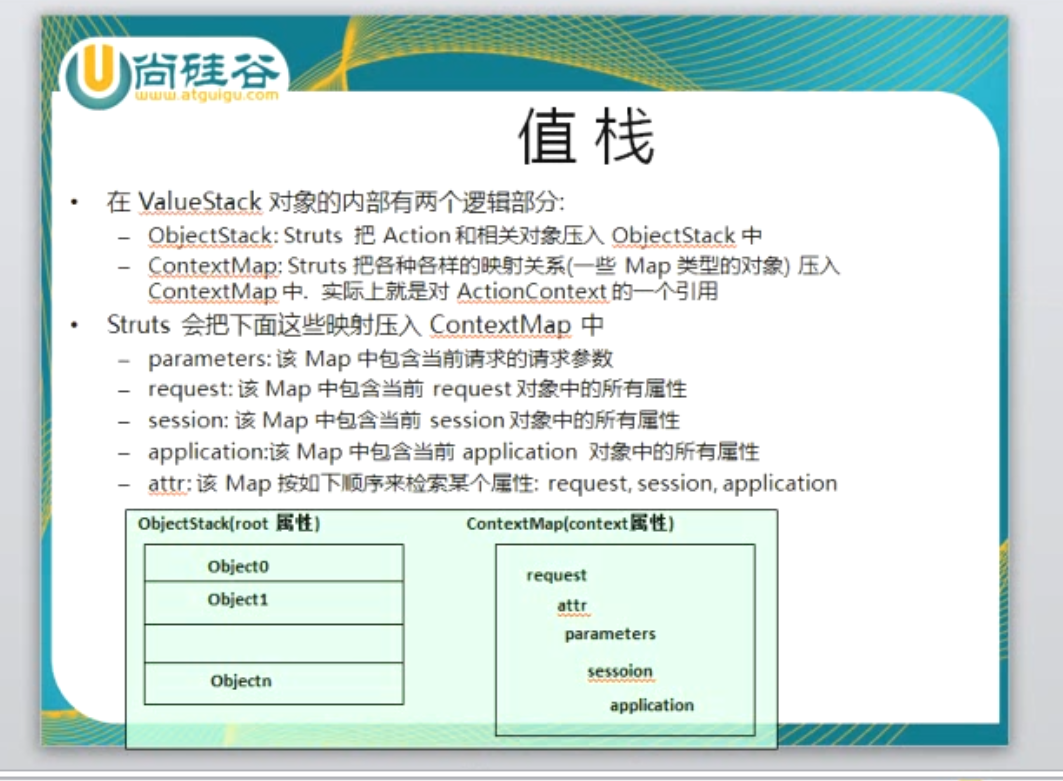 尚硅谷
www.atguigu.com
值栈
• 在 ValueStack 对象的内部有两个逻辑部分:
– ObjectStack: Struts 把 Action 和相关对象压入 ObjectStack 中
– ContextMap: Struts 把各种各样的映射关系(一些 Map 类型的对象) 压入
ContextMap 中. 实际上就是对 ActionContext 的一个引用
• Struts 会把下面这些映射压入 ContextMap 中
– parameters: 该 Map 中包含当前请求的请求参数
– request: 该 Map 中包含当前 request 对象中的所有属性
– session: 该 Map 中包含当前 session 对象中的所有属性
– application:该 Map 中包含当前 application 对象中的所有属性
– attr: 该 Map 按如下顺序来检索某个属性: request, session, application
ObjectStack(root 属性)
Object0
Object1
Objectn
ContextMap(context属性)
request
attr
parameters
sessoion
application